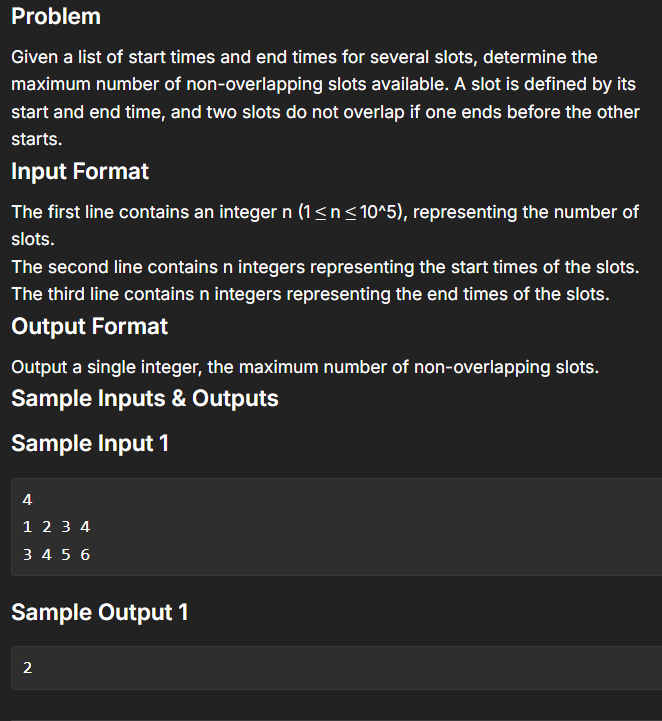 Problem
Given a list of start times and end times for several slots, determine the
maximum number of non-overlapping slots available. A slot is defined by its
start and end time, and two slots do not overlap if one ends before the other
starts.
Input Format
The first line contains an integer n (1 ≤ n ≤ 10^5), representing the number of
slots.
The second line contains n integers representing the start times of the slots.
The third line contains n integers representing the end times of the slots.
Output Format
Output a single integer, the maximum number of non-overlapping slots.
Sample Inputs & Outputs
Sample Input 1
4
1 2 3 4
3 4 5 6
Sample Output 1
2